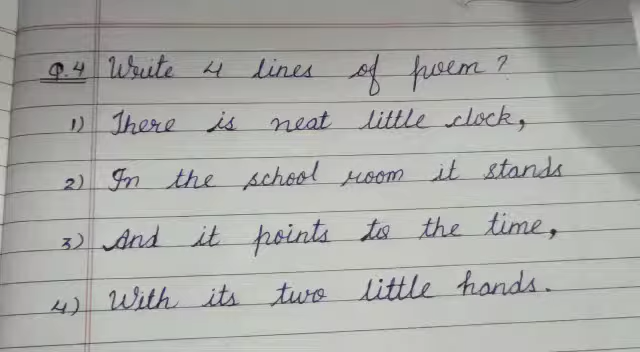 Q.4 Write 4 lines of poem?
1) There is neat little clock,
2) In the school room it stands
3) And it points to the time,
4) With its two little hands.